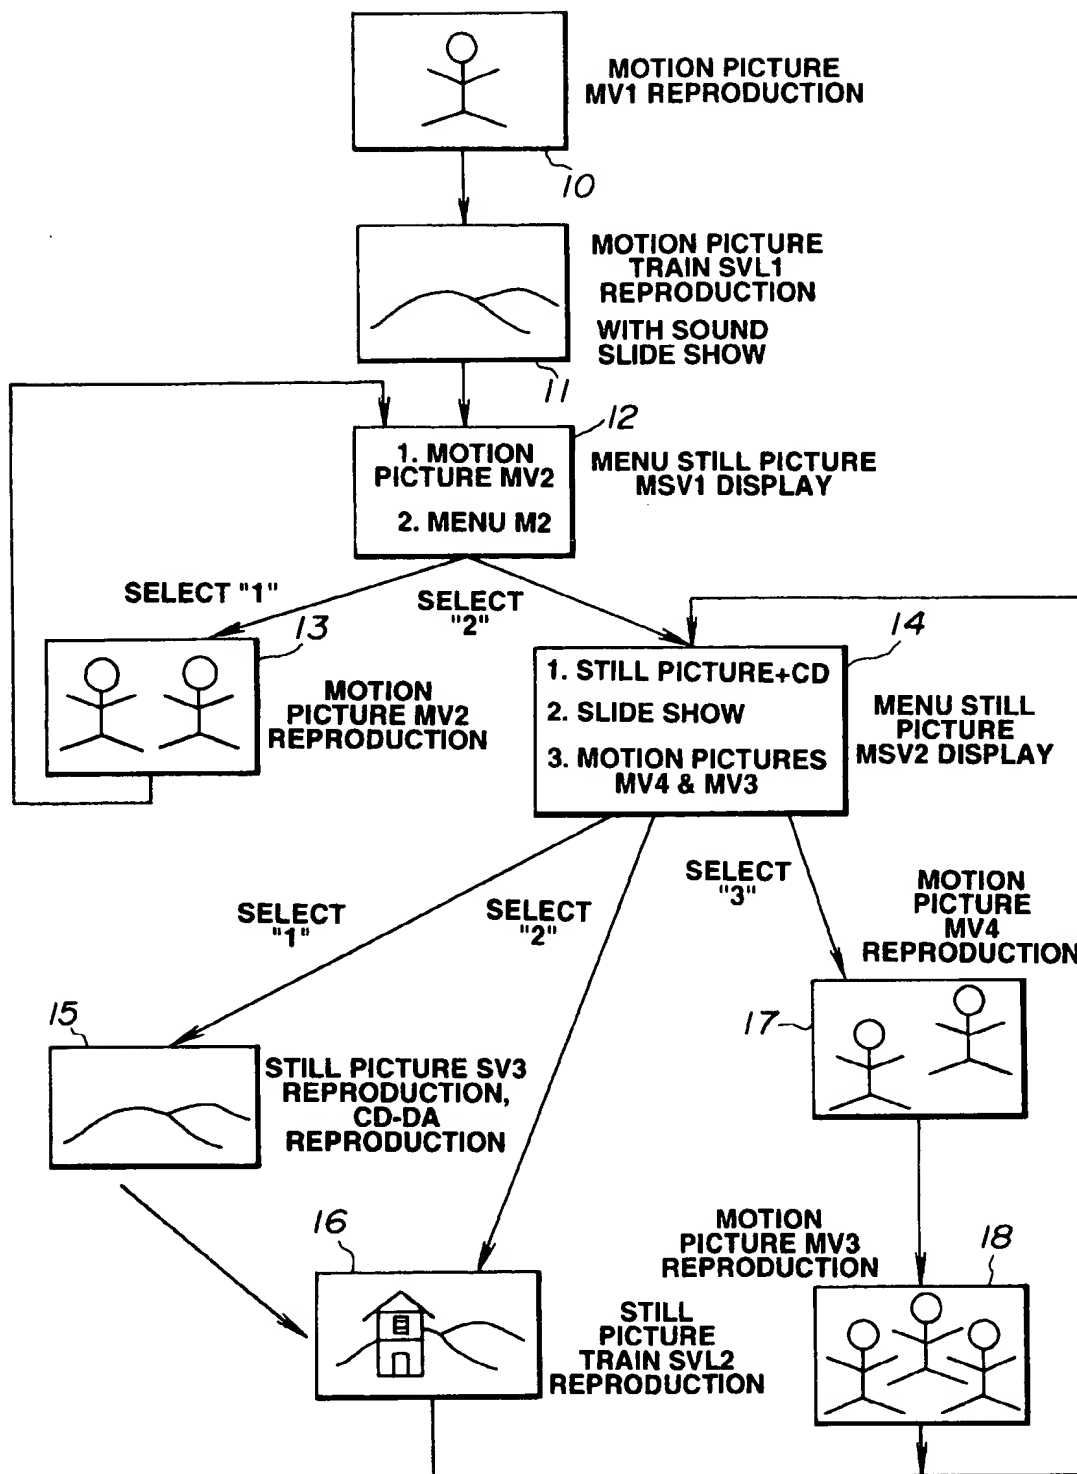 MOTION PICTURE
MV1 REPRODUCTION
10
MOTION PICTURE
TRAIN SVL1
REPRODUCTION
WITH SOUND
SLIDE SHOW
11
12
1. MOTION
PICTURE MV2
2. MENU M2
MENU STILL PICTURE
MSV1 DISPLAY
SELECT "1"
SELECT
"2"
13
MOTION
PICTURE MV2
REPRODUCTION
14
1. STILL PICTURE+CD
2. SLIDE SHOW
3. MOTION PICTURES
MV4 & MV3
MENU STILL
PICTURE
MSV2 DISPLAY
SELECT
"1"
SELECT
"2"
SELECT
"3"
MOTION
PICTURE
MV4
REPRODUCTION
15
STILL PICTURE SV3
REPRODUCTION,
CD-DA
REPRODUCTION
17
16
STILL
PICTURE
TRAIN SVL2
REPRODUCTION
MOTION
PICTURE MV3
REPRODUCTION
18